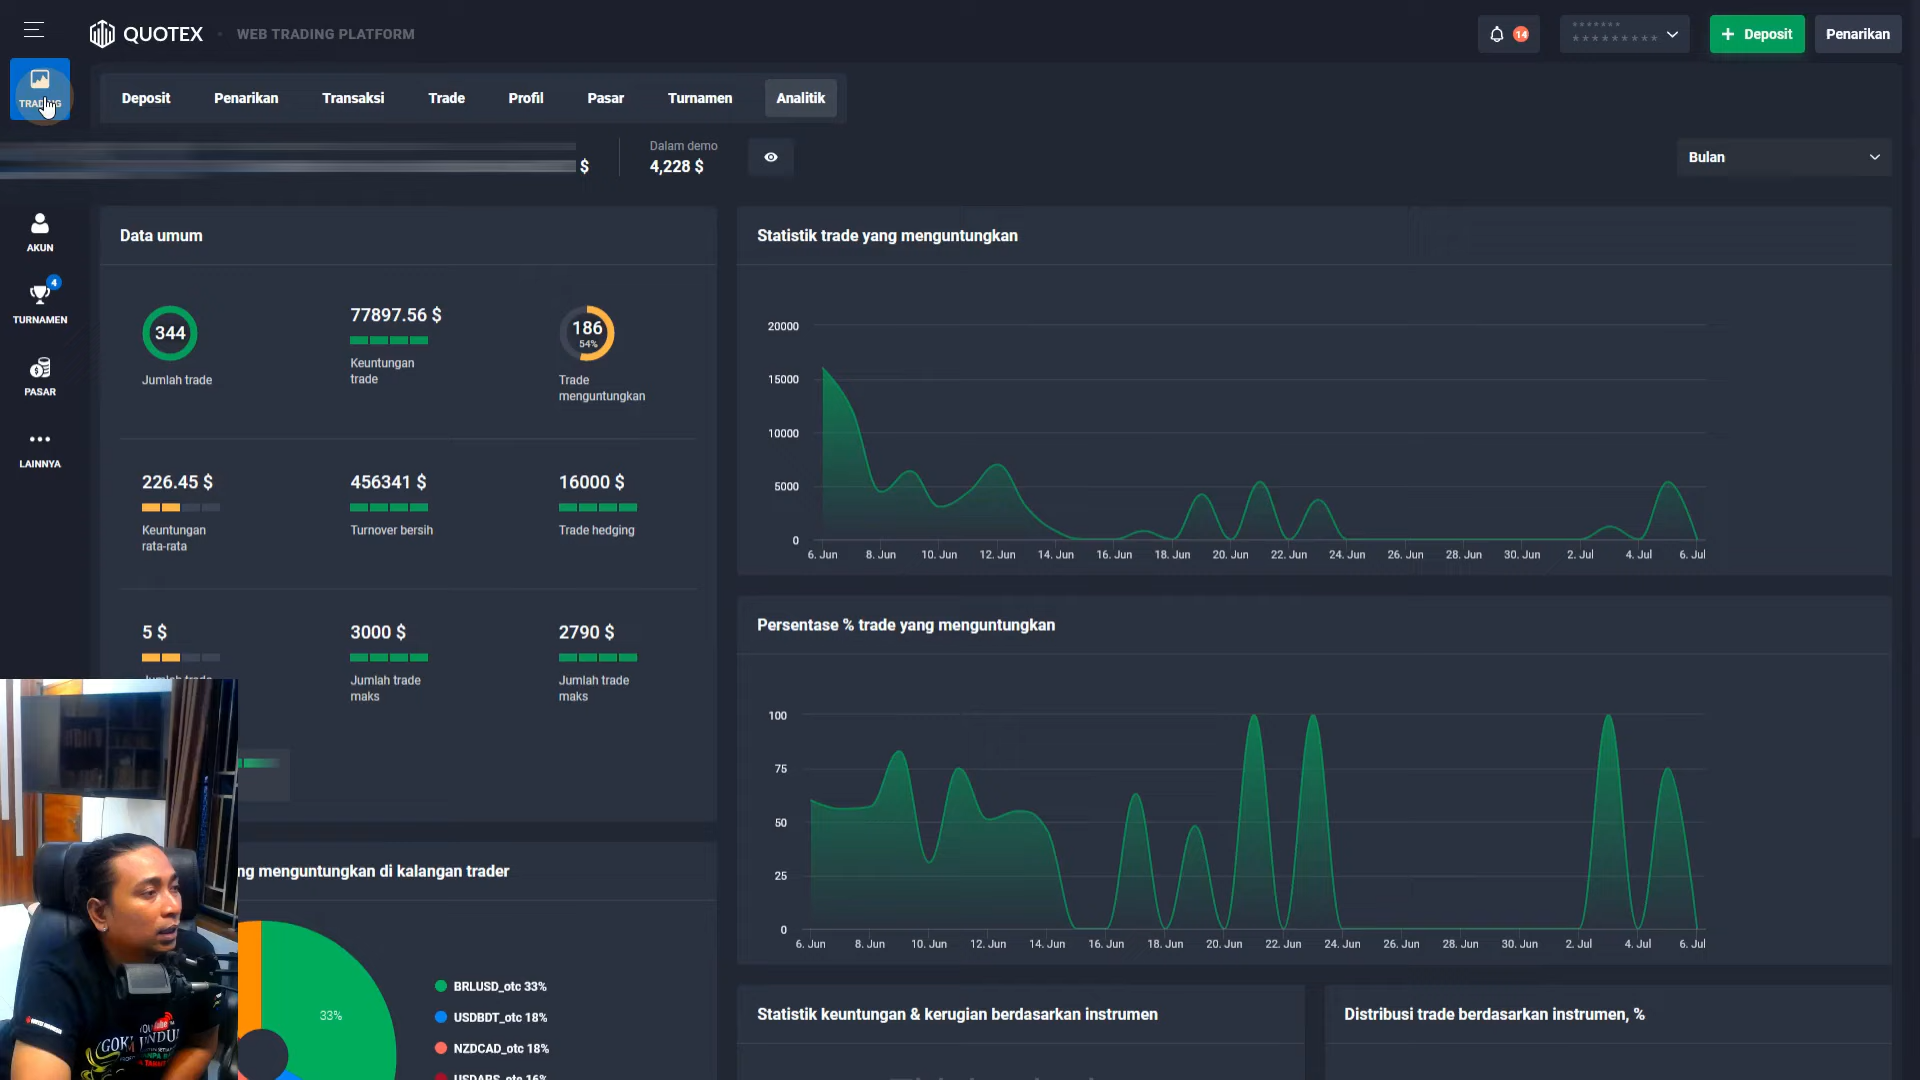 QUOTEX
WEB TRADING PLATFORM
14
*******
*********
+ Deposit
Penarikan
TRADING
Deposit
Penarikan
Transaksi
Trade
Profil
Pasar
Turnamen
Analitik
$
Dalam demo
4,228 $
Bulan
AKUN
4
TURNAMEN
PASAR
LAINNYA
Data umum
344
Jumlah trade
77897.56 $
Keuntungan
trade
186
54%
Trade
menguntungkan
226.45 $
Keuntungan
rata-rata
456341 $
Turnover bersih
16000 $
Trade hedging
5 $
Jumlah trade
3000 $
Jumlah trade
maks
2790 $
Jumlah trade
maks
Statistik trade yang menguntungkan
20000
15000
10000
5000
0
6. Jun 8. Jun 10. Jun 12. Jun 14. Jun 16. Jun 18. Jun 20. Jun 22. Jun 24. Jun 26. Jun 28. Jun 30. Jun 2. Jul 4. Jul 6. Jul
Persentase % trade yang menguntungkan
100
75
50
25
0
6. Jun 8. Jun 10. Jun 12. Jun 14. Jun 16. Jun 18. Jun 20. Jun 22. Jun 24. Jun 26. Jun 28. Jun 30. Jun 2. Jul 4. Jul 6. Jul
ng menguntungkan di kalangan trader
33%
BRLUSD_otc 33%
USDBDT_otc 18%
NZDCAD_otc 18%
USDARS_otc 16%
Statistik keuntungan & kerugian berdasarkan instrumen
Distribusi trade berdasarkan instrumen, %